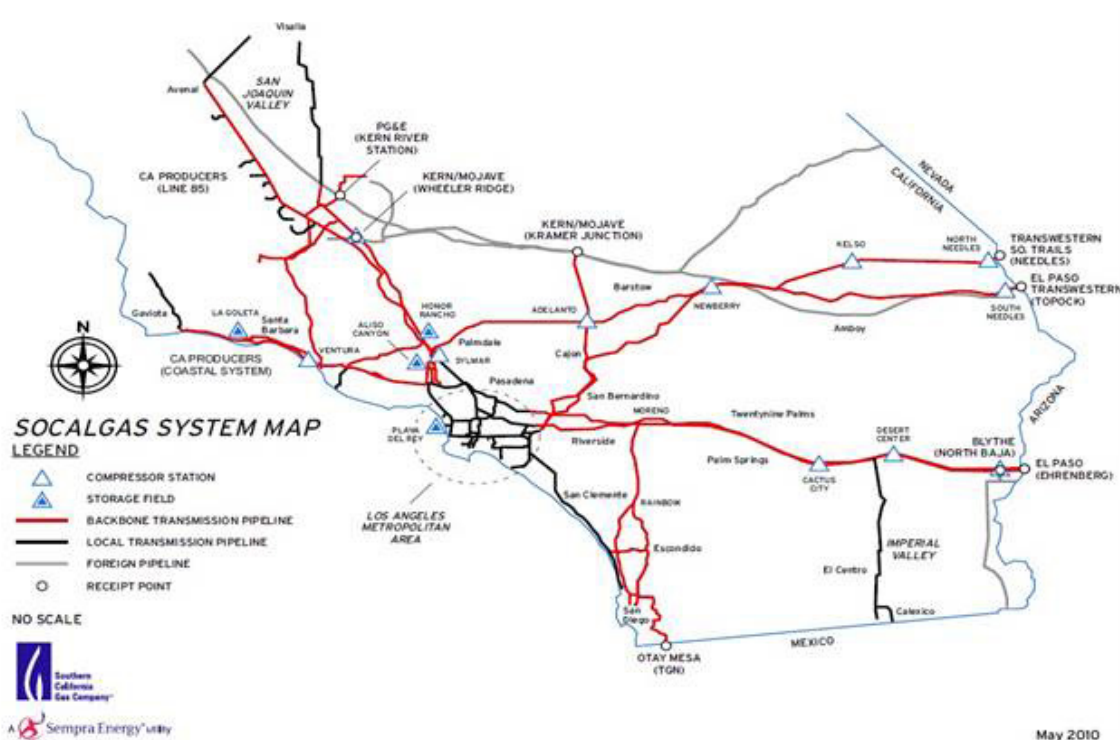 Visalia
Avenal
SAN
JOAQUIN
VALLEY
PG&E
(KERN RIVER
STATION)
CA PRODUCERS
(LINE 85)
KERN/MOJAVE
(WHEELER RIDGE)
KERN/MOJAVE
(KRAMER JUNCTION)
NEVADA
CALIFORNIA
KELSO
NORTH
NEEDLES
TRANSWESTERN
SO. TRAILS
(NEEDLES)
EL PASO
TRANSWESTERN
(TOPOCK)
Barstow
NEWBERRY
SOUTH
NEEDLES
Amboy
Gaviota
LA GOLETA
Santa
Barbara
HONOR
RANCHO
ALISO
CANYON
ADELANTO
N
CA PRODUCERS
(COASTAL SYSTEM)
VENTURA
Palmdale
SYLMAR
Cajon
Pasadena
San Bernardino
MORENO
Twentynine Palms
ARIZONA
PLAYA
DEL REY
Riverside
Palm Springs
DESERT
CENTER
BLYTHE
(NORTH BAJA)
EL PASO
(EHRENBERG)
CACTUS
CITY
San Clemente
RAINBOW
LOS ANGELES
METROPOLITAN
AREA
Escondido
IMPERIAL
VALLEY
El Centro
San
Diego
Calexico
MEXICO
OTAY MESA
(TGN)
SOCALGAS SYSTEM MAP
LEGEND
COMPRESSOR STATION
STORAGE FIELD
BACKBONE TRANSMISSION PIPELINE
LOCAL TRANSMISSION PIPELINE
FOREIGN PIPELINE
RECEIPT POINT
NO SCALE
Southern
California
Gas Company
A Sempra Energy utility
May 2010